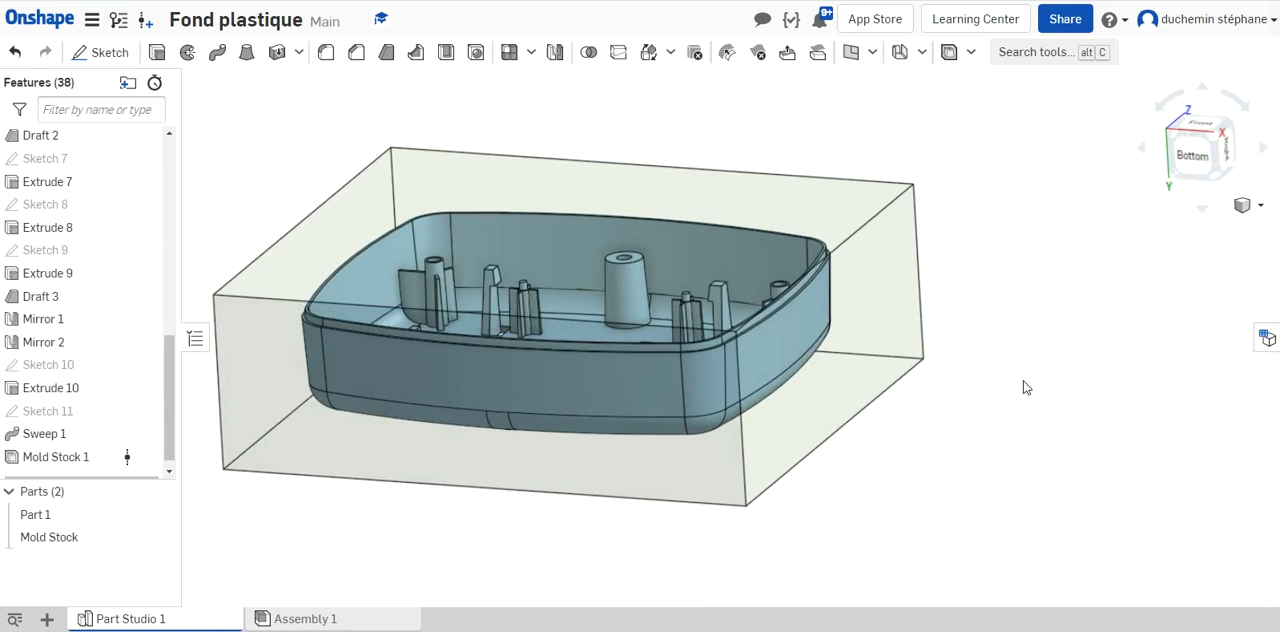 Onshape Fond plastique Main 9+ App Store Learning Center Share duchemin stéphane
Sketch Search tools... alt C
Features (38)
Filter by name or type
Draft 2
Sketch 7
Extrude 7
Sketch 8
Extrude 8
Sketch 9
Extrude 9
Draft 3
Mirror 1
Mirror 2
Sketch 10
Extrude 10
Sketch 11
Sweep 1
Mold Stock 1
Parts (2)
Part 1
Mold Stock
Z
Front
X
Right
Bottom
Y
Part Studio 1 Assembly 1